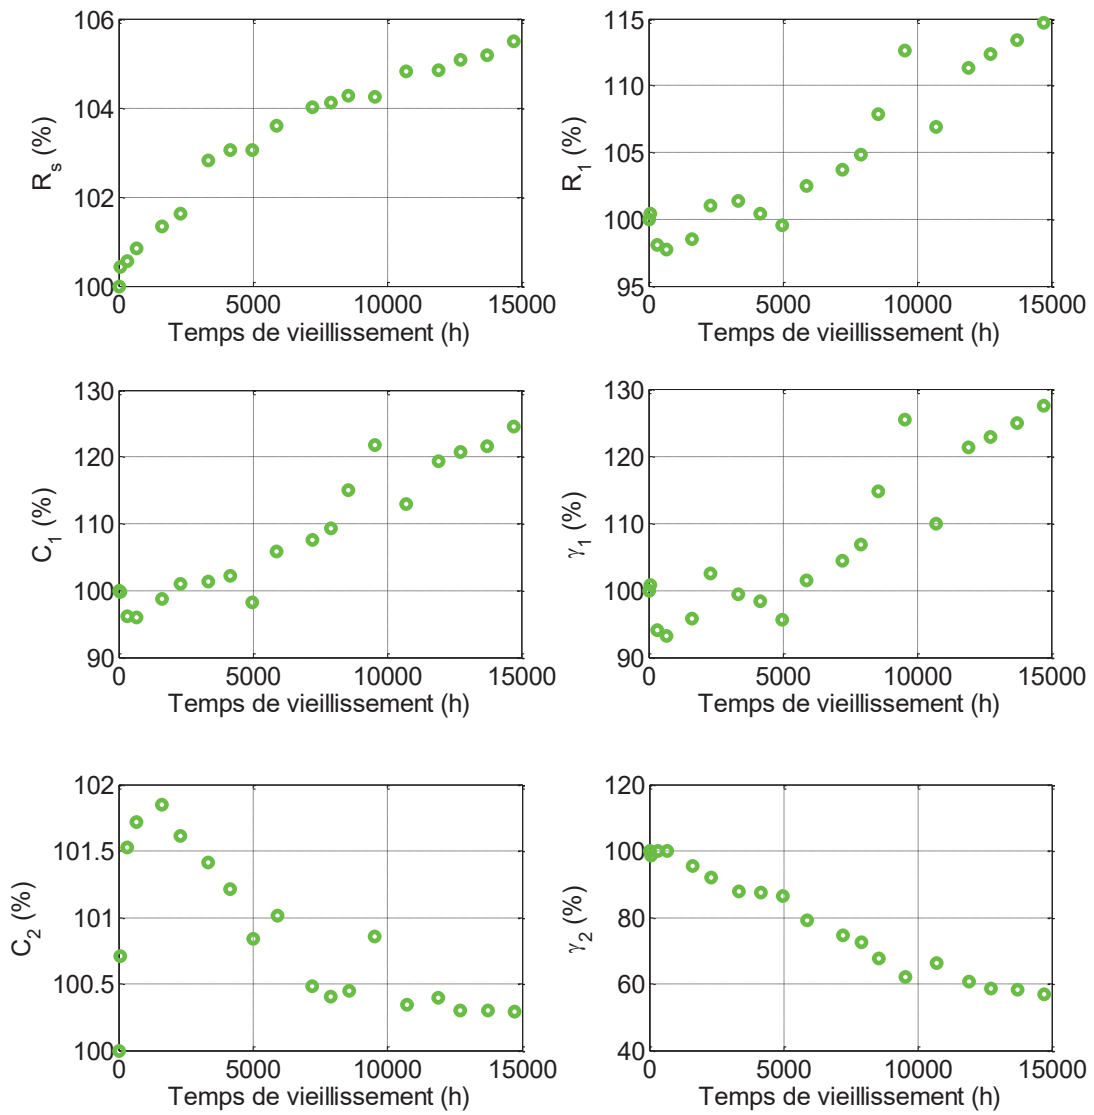 106
104
102
100
R_s (%)
0 5000 10000 15000
Temps de vieillissement (h)
115
110
105
100
95
R_1 (%)
0 5000 10000 15000
Temps de vieillissement (h)
130
120
110
100
90
C_1 (%)
0 5000 10000 15000
Temps de vieillissement (h)
130
120
110
100
90
γ_1 (%)
0 5000 10000 15000
Temps de vieillissement (h)
102
101.5
101
100.5
100
C_2 (%)
0 5000 10000 15000
Temps de vieillissement (h)
120
100
80
60
40
γ_2 (%)
0 5000 10000 15000
Temps de vieillissement (h)